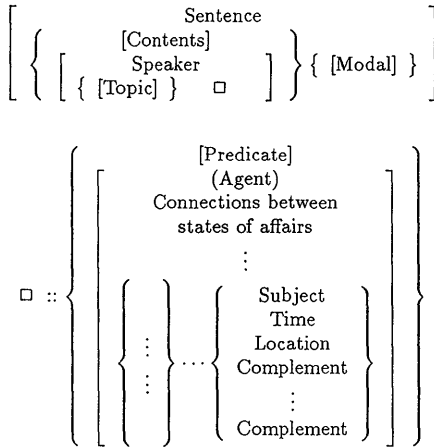 Sentence
[Contents]
Speaker
{ [Topic] } □
{ [Modal] }
□ ::
[Predicate]
(Agent)
Connections between
states of affairs
⋮
⋮ ⋯
⋮
Subject
Time
Location
Complement
⋮
Complement